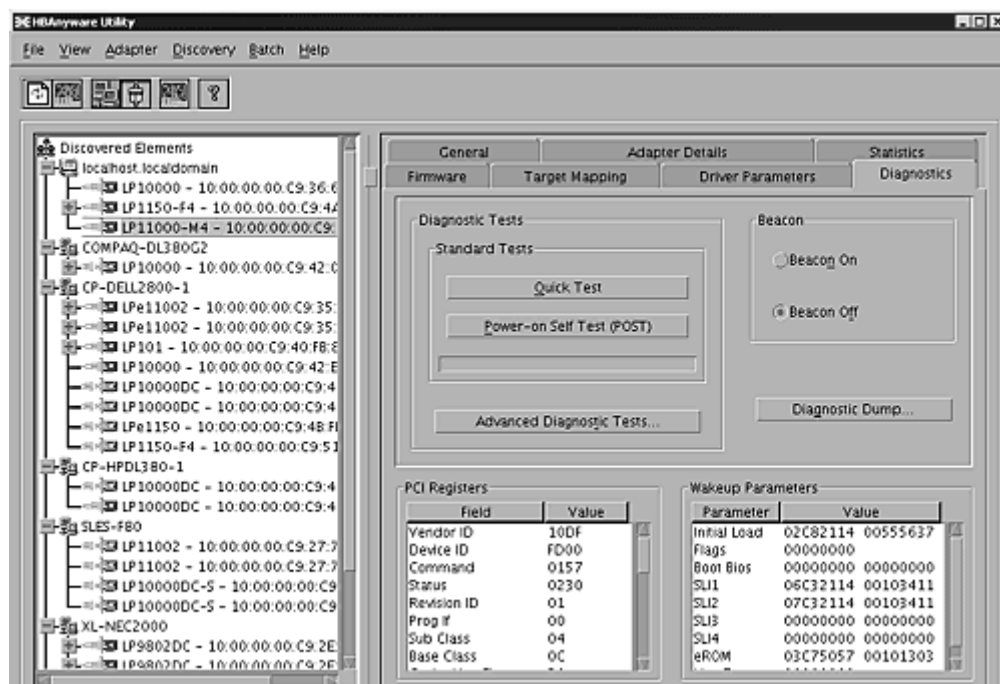 HBAnyware Utility
File View Adapter Discovery Batch Help
Discovered Elements
localhost.localdomain
LP10000 - 10:00:00:00:C9:36:6
LP1150-F4 - 10:00:00:00:C9:4A
LP11000-M4 - 10:00:00:00:C9:
COMPAQ-DL380G2
LP10000 - 10:00:00:00:C9:42:0
CP-DELL2800-1
LPe11002 - 10:00:00:00:C9:35:
LPe11002 - 10:00:00:00:C9:35:
LP101 - 10:00:00:00:C9:40:FB:8
LP10000 - 10:00:00:00:C9:42:E
LP10000DC - 10:00:00:00:C9:4
LP10000DC - 10:00:00:00:C9:4
LPe1150 - 10:00:00:00:C9:4B:F
LP1150-F4 - 10:00:00:00:C9:51
CP-HPDL380-1
LP10000DC - 10:00:00:00:C9:4
LP10000DC - 10:00:00:00:C9:4
SLES-F80
LP11002 - 10:00:00:00:C9:27:7
LP11002 - 10:00:00:00:C9:27:7
LP10000DC-S - 10:00:00:00:C9
LP10000DC-S - 10:00:00:00:C9
XL-NEC2000
LP9802DC - 10:00:00:00:C9:2E
LP9802DC - 10:00:00:00:C9:2E
General Adapter Details Statistics
Firmware Target Mapping Driver Parameters Diagnostics
Diagnostic Tests
Standard Tests
Quick Test
Power-on Self Test (POST)
Advanced Diagnostic Tests...
Beacon
Beacon On
Beacon Off
Diagnostic Dump...
PCI Registers
Field Value
Vendor ID 10DF
Device ID FD00
Command 0157
Status 0230
Revision ID 01
Prog If 00
Sub Class 04
Base Class 0C
Wakeup Parameters
Parameter Value
Initial Load 02C82114 00555637
Flags 00000000
Boot Bios 00000000 00000000
SLI1 06C32114 00103411
SLI2 07C32114 00103411
SLI3 00000000 00000000
SLI4 00000000 00000000
eROM 03C75057 00101303